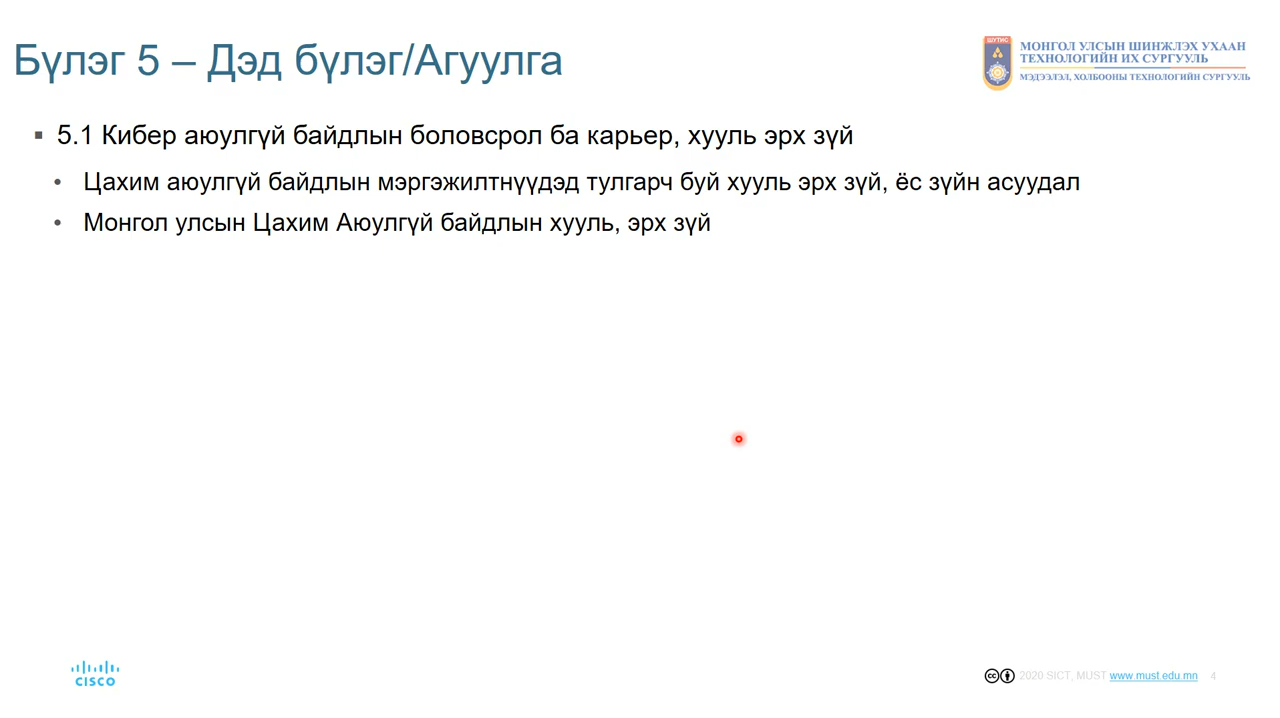 Бүлэг 5 – Дэд бүлэг/Агуулга
ШУТИС
МОНГОЛ УЛСЫН ШИНЖЛЭХ УХААН
ТЕХНОЛОГИЙН ИХ СУРГУУЛЬ
МЭДЭЭЛЭЛ, ХОЛБООНЫ ТЕХНОЛОГИЙН СУРГУУЛЬ
▪ 5.1 Кибер аюулгүй байдлын боловсрол ба карьер, хууль эрх зүй
• Цахим аюулгүй байдлын мэргэжилтнүүдэд тулгарч буй хууль эрх зүй, ёс зүйн асуудал
• Монгол улсын Цахим Аюулгүй байдлын хууль, эрх зүй
CISCO
cc 2020 SICT, MUST www.must.edu.mn 4